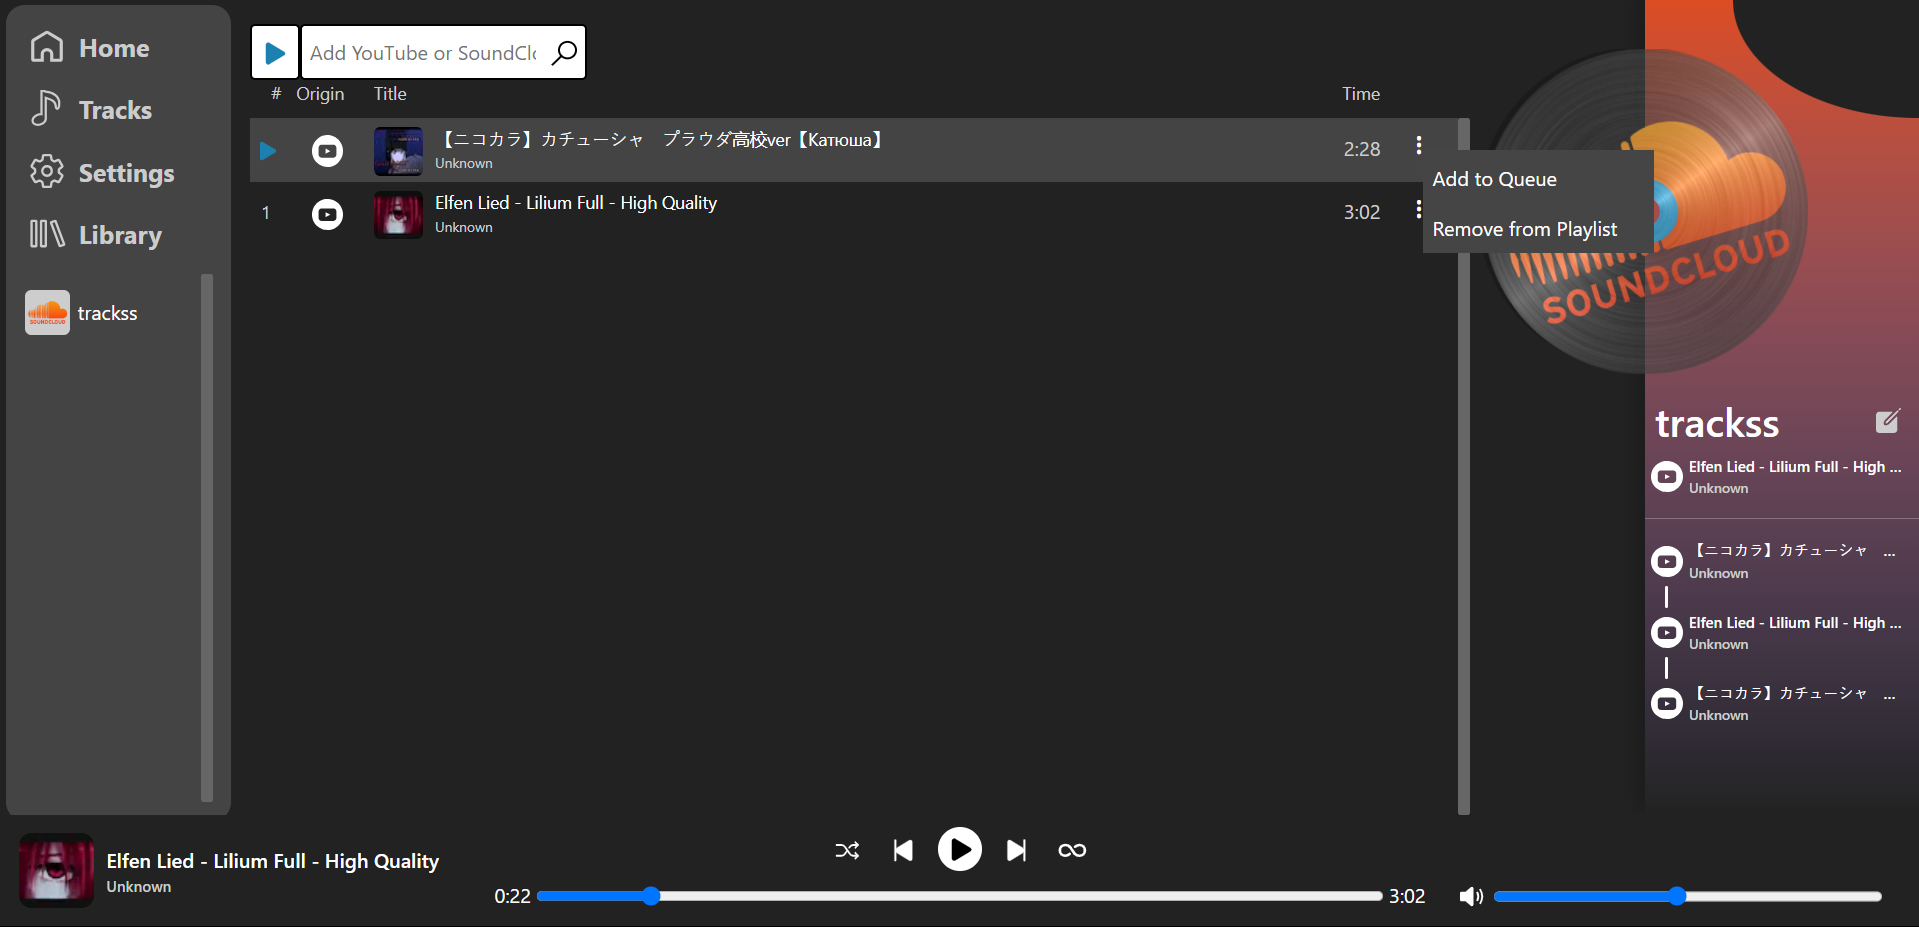 Home
Tracks
Settings
Library
trackss
SOUNDCLOUD
Add YouTube or SoundClo
# Origin Title Time
【ニコカラ】カチューシャ　プラウダ高校ver【Катюша】
Unknown
2:28
1
Elfen Lied - Lilium Full - High Quality
Unknown
3:02
Add to Queue
Remove from Playlist
SOUNDCLOUD
trackss
Elfen Lied - Lilium Full - High ...
Unknown
【ニコカラ】カチューシャ　...
Unknown
Elfen Lied - Lilium Full - High ...
Unknown
【ニコカラ】カチューシャ　...
Unknown
Elfen Lied - Lilium Full - High Quality
Unknown
0:22
3:02